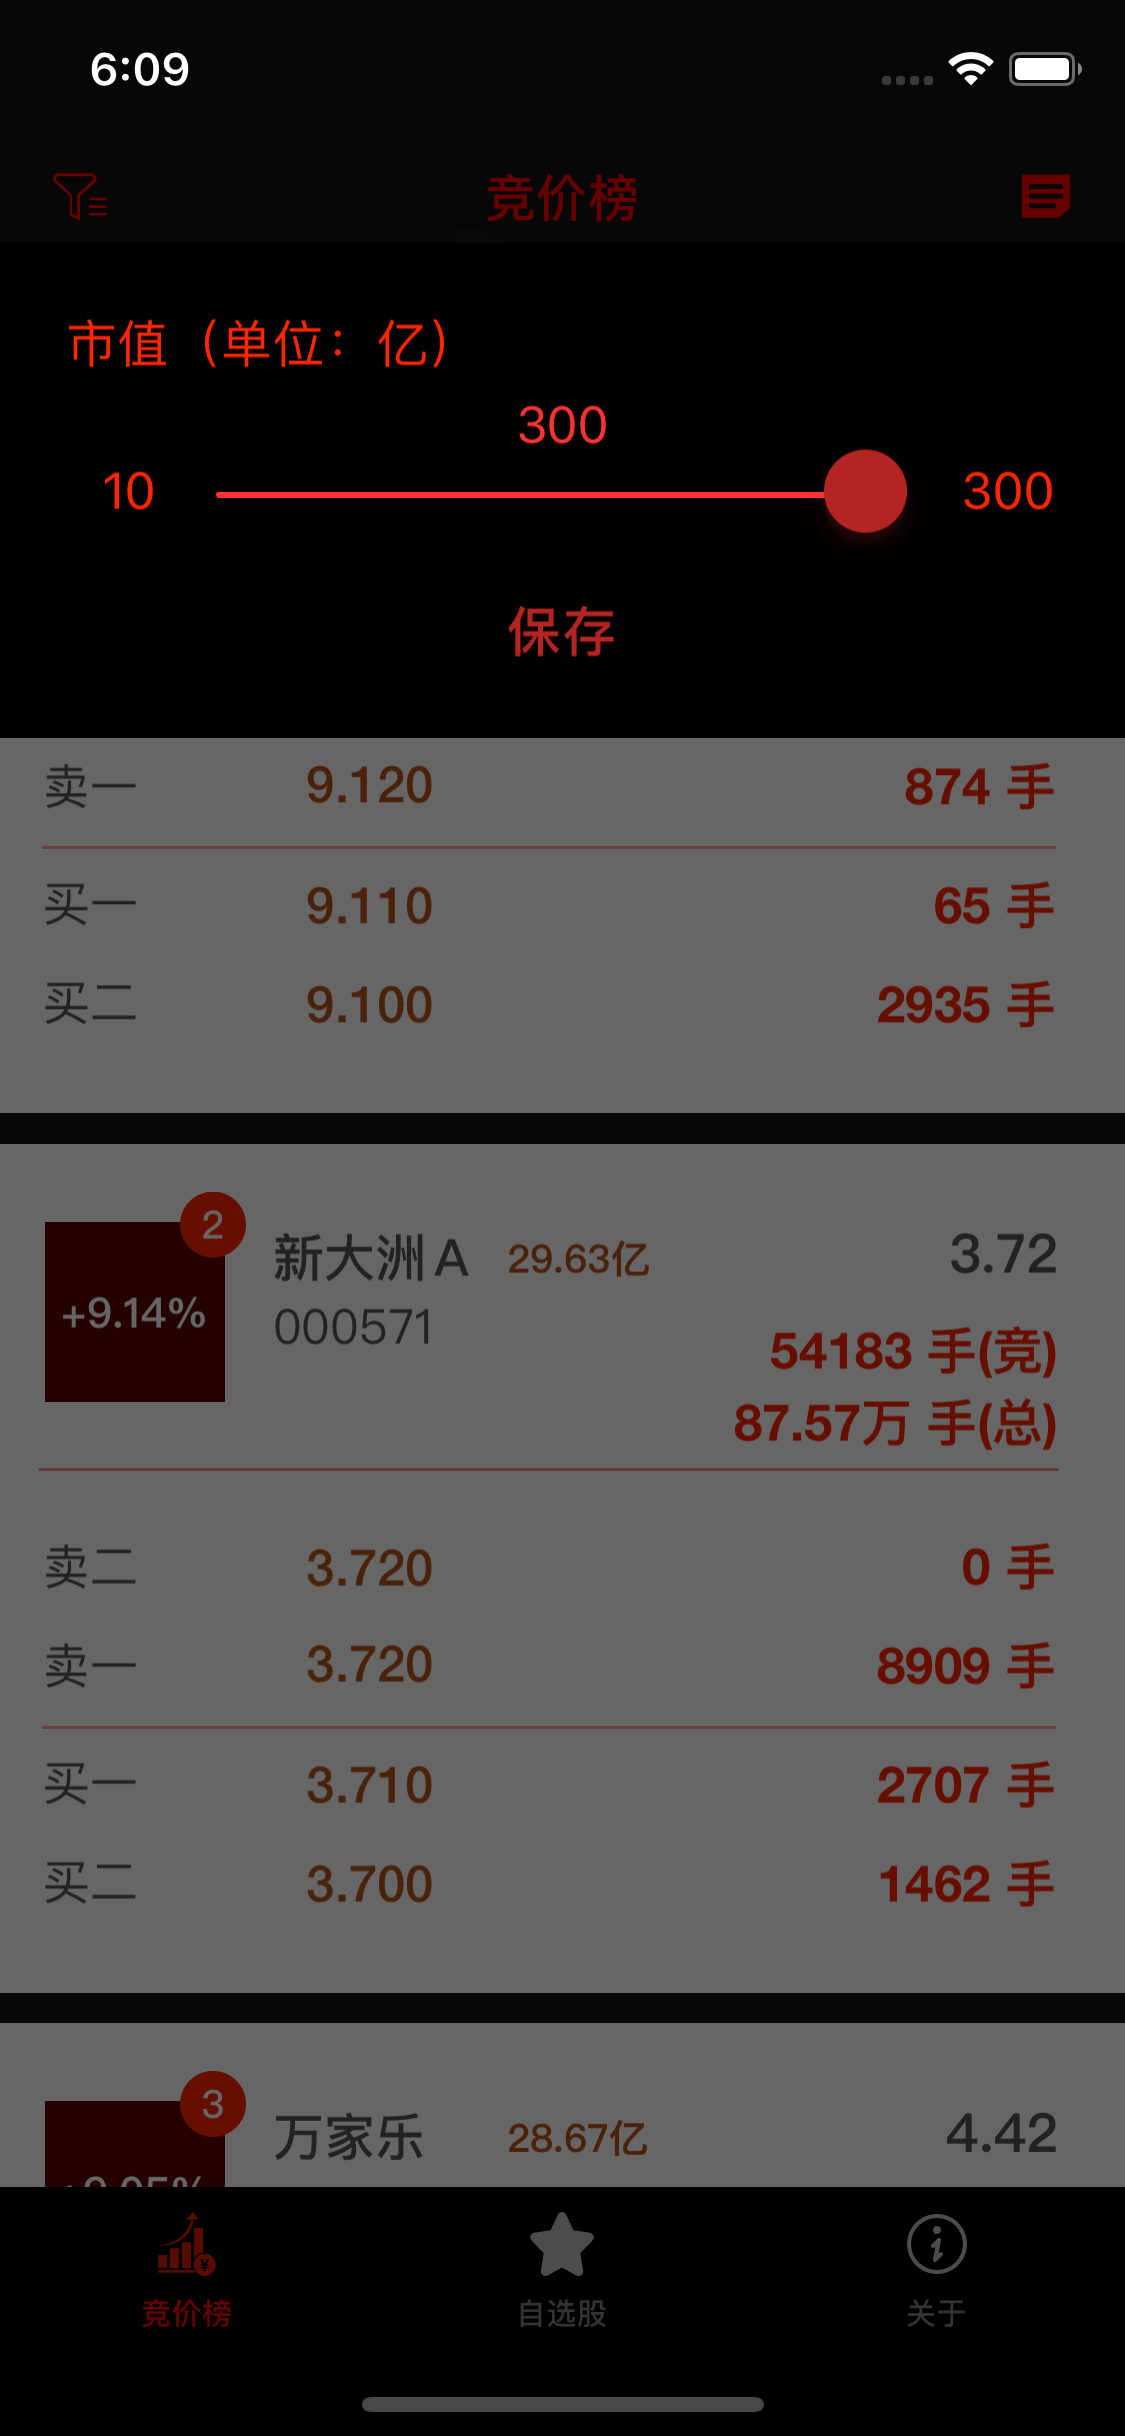 6:09
竞价榜
市值（单位：亿）
300
10 300
保存
卖一 9.120 874 手
买一 9.110 65 手
买二 9.100 2935 手
2
新大洲A 29.63亿 3.72
+9.14% 000571
54183 手(竞)
87.57万 手(总)
卖二 3.720 0 手
卖一 3.720 8909 手
买一 3.710 2707 手
买二 3.700 1462 手
3
万家乐 28.67亿 4.42
竞价榜 自选股 关于